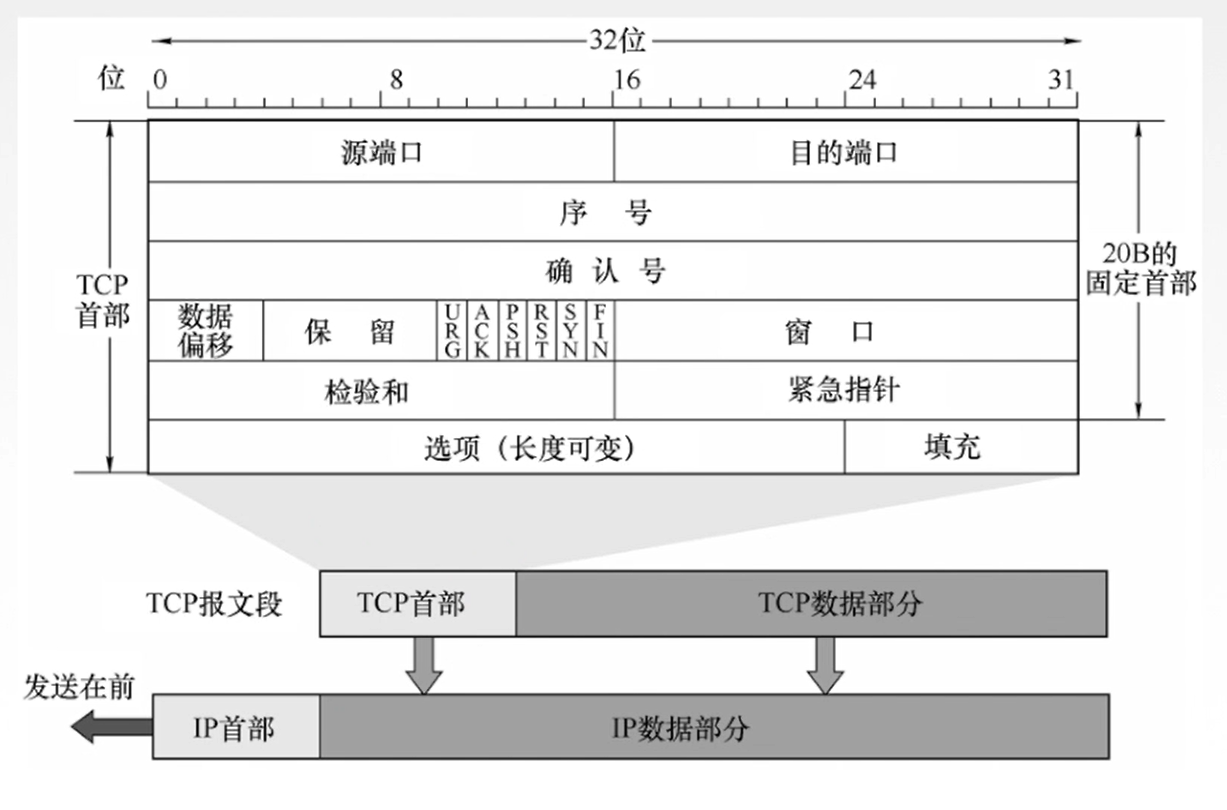 32位
位 0 8 16 24 31
源端口 目的端口
序 号
确 认 号
TCP
首部
20B的
固定首部
数据
偏移
保 留
URG
ACK
PSH
RST
SYN
FIN
窗 口
检验和 紧急指针
选项（长度可变） 填充
TCP报文段 TCP首部 TCP数据部分
发送在前
IP首部 IP数据部分